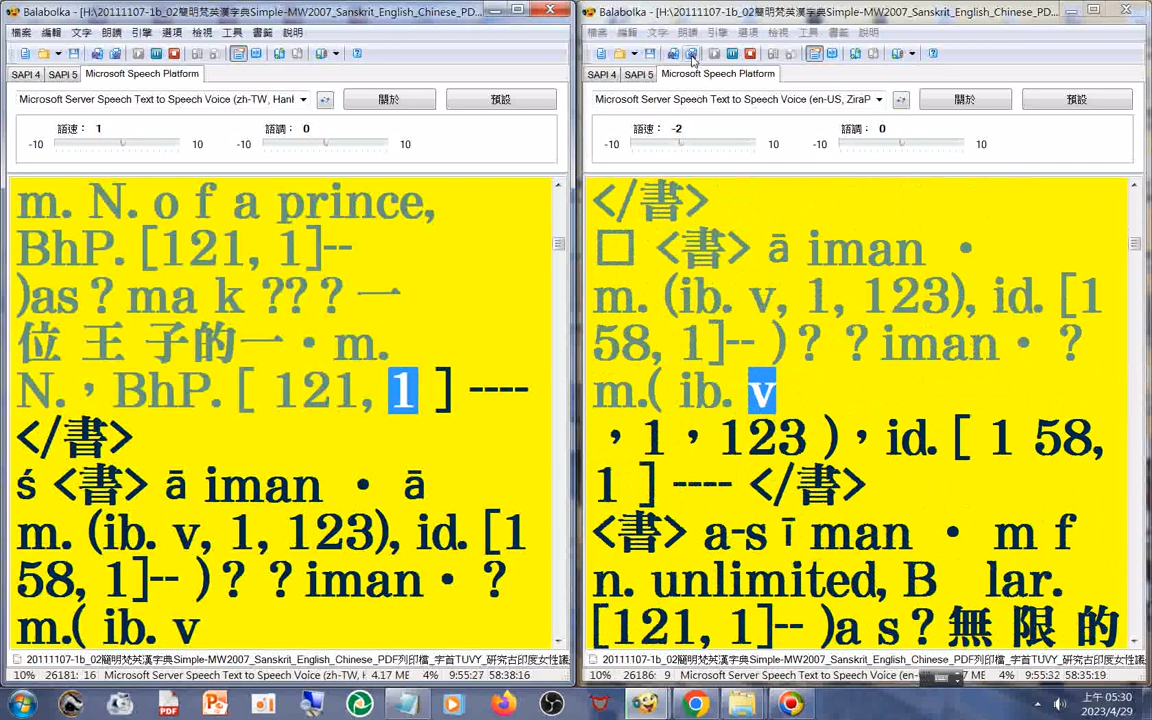 Balabolka - [H:\20111107-1b_02簡明梵英漢字典Simple-MW2007_Sanskrit_English_Chinese_PD...
檔案 編輯 文字 朗讀 引擎 選項 檢視 工具 書籤 說明
SAPI 4 SAPI 5 Microsoft Speech Platform
Microsoft Server Speech Text to Speech Voice (zh-TW, HanH 關於 預設
語速： 1 語調： 0
-10 10 -10 10
m. N. o f a prince,
BhP. [121, 1]--
)as ? ma k ?? ? 一
位 王 子的一・m.
N.，BhP. [ 121, 1 ] ----
</書>
ś <書> ā iman ・ ā
m. (ib. v, 1, 123), id. [1
58, 1]-- )? ?iman・ ?
m.( ib. v
20111107-1b_02簡明梵英漢字典Simple-MW2007_Sanskrit_English_Chinese_PDF列印檔_字首TUVY_研究古印度女性議
10% 26181: 16 Microsoft Server Speech Text to Speech Voice (zh-TW, H 4.17 MB 4% 9:55:27 58:38:16
Balabolka - [H:\20111107-1b_02簡明梵英漢字典Simple-MW2007_Sanskrit_English_Chinese_PD...
檔案 編輯 文字 朗讀 引擎 選項 檢視 工具 書籤 說明
SAPI 4 SAPI 5 Microsoft Speech Platform
Microsoft Server Speech Text to Speech Voice (en-US, ZiraP 關於 預設
語速： -2 語調： 0
-10 10 -10 10
</書>
□ <書> ā iman ・
m. (ib. v, 1, 123), id. [1
58, 1]-- )? ?iman・ ?
m.( ib. v
，1，123 )，id. [ 1 58,
1 ] ---- </書>
<書> a-s ī man ・ m f
n. unlimited, B lar.
[121, 1]-- )a s ? 無 限 的
20111107-1b_02簡明梵英漢字典Simple-MW2007_Sanskrit_English_Chinese_PDF列印檔_字首TUVY_研究古印度女性議
10% 26186: 9 Microsoft Server Speech Text to Speech Voice (en-US 4.17 MB 4% 9:55:32 58:35:19
上午 05:30
2023/4/29